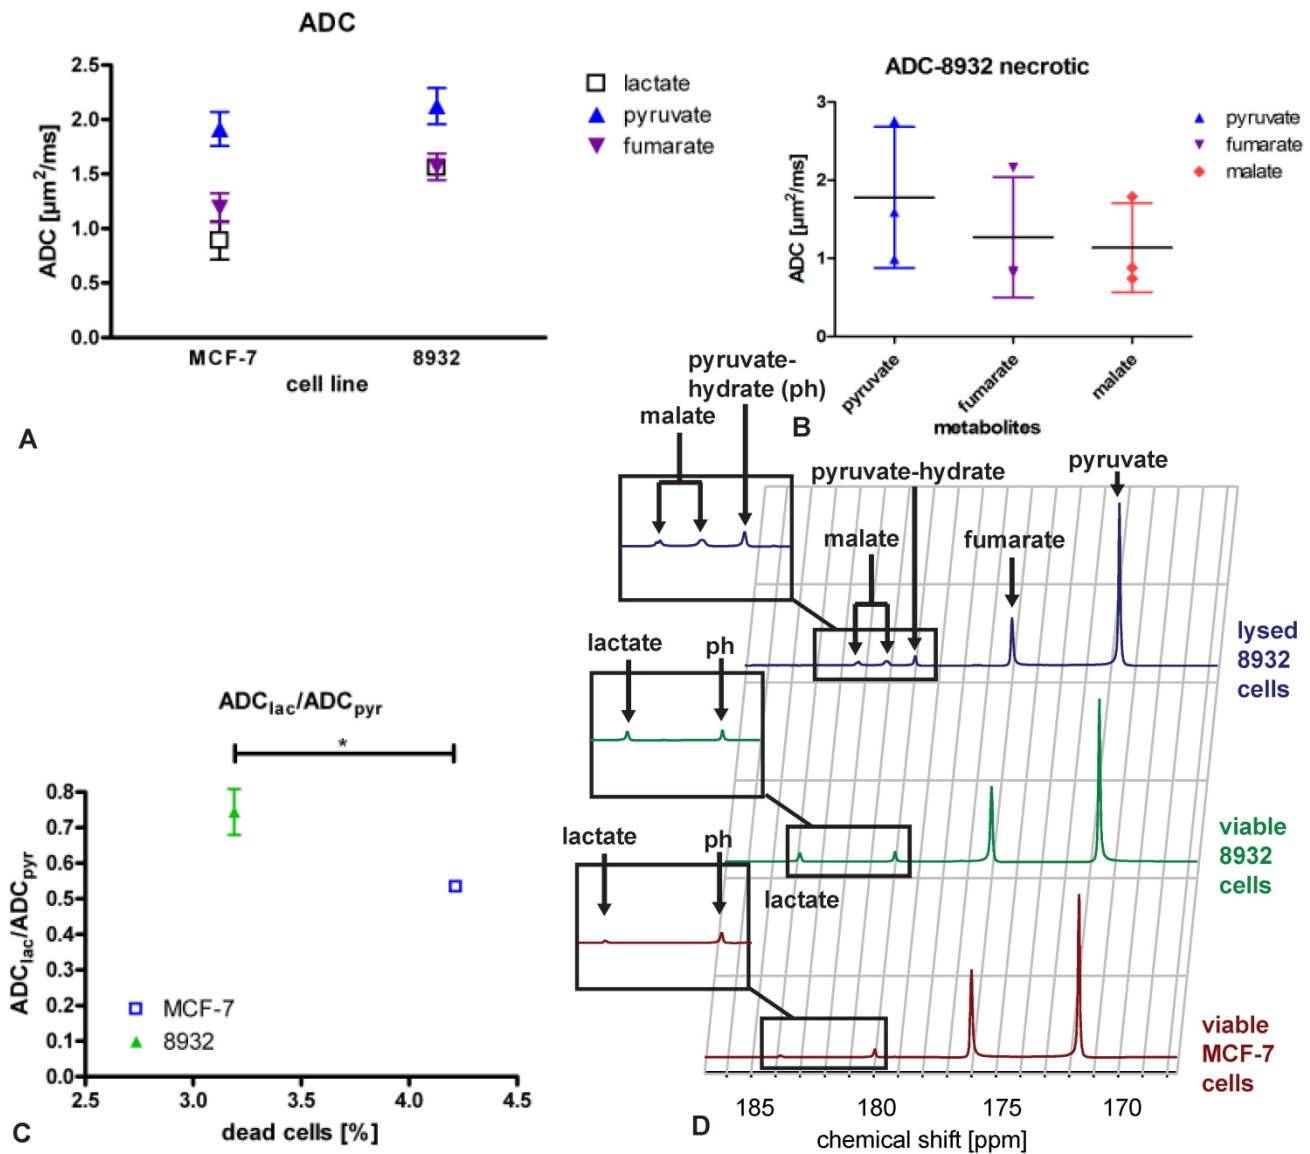 ADC
2.5
2.0
1.5
1.0
0.5
0.0
ADC [µm²/ms]
MCF-7
8932
cell line
lactate
pyruvate
fumarate
A
ADC-8932 necrotic
3
2
1
0
ADC [µm²/ms]
pyruvate
fumarate
malate
metabolites
pyruvate
fumarate
malate
B
ADClac/ADCpyr
*
0.8
0.7
0.6
0.5
0.4
0.3
0.2
0.1
0.0
ADClac/ADCpyr
MCF-7
8932
2.5
3.0
3.5
4.0
4.5
dead cells [%]
C
pyruvate-
hydrate (ph)
malate
pyruvate-hydrate
malate
fumarate
pyruvate
lysed
8932
cells
lactate
ph
viable
8932
cells
lactate
ph
lactate
viable
MCF-7
cells
185
180
175
170
chemical shift [ppm]
D